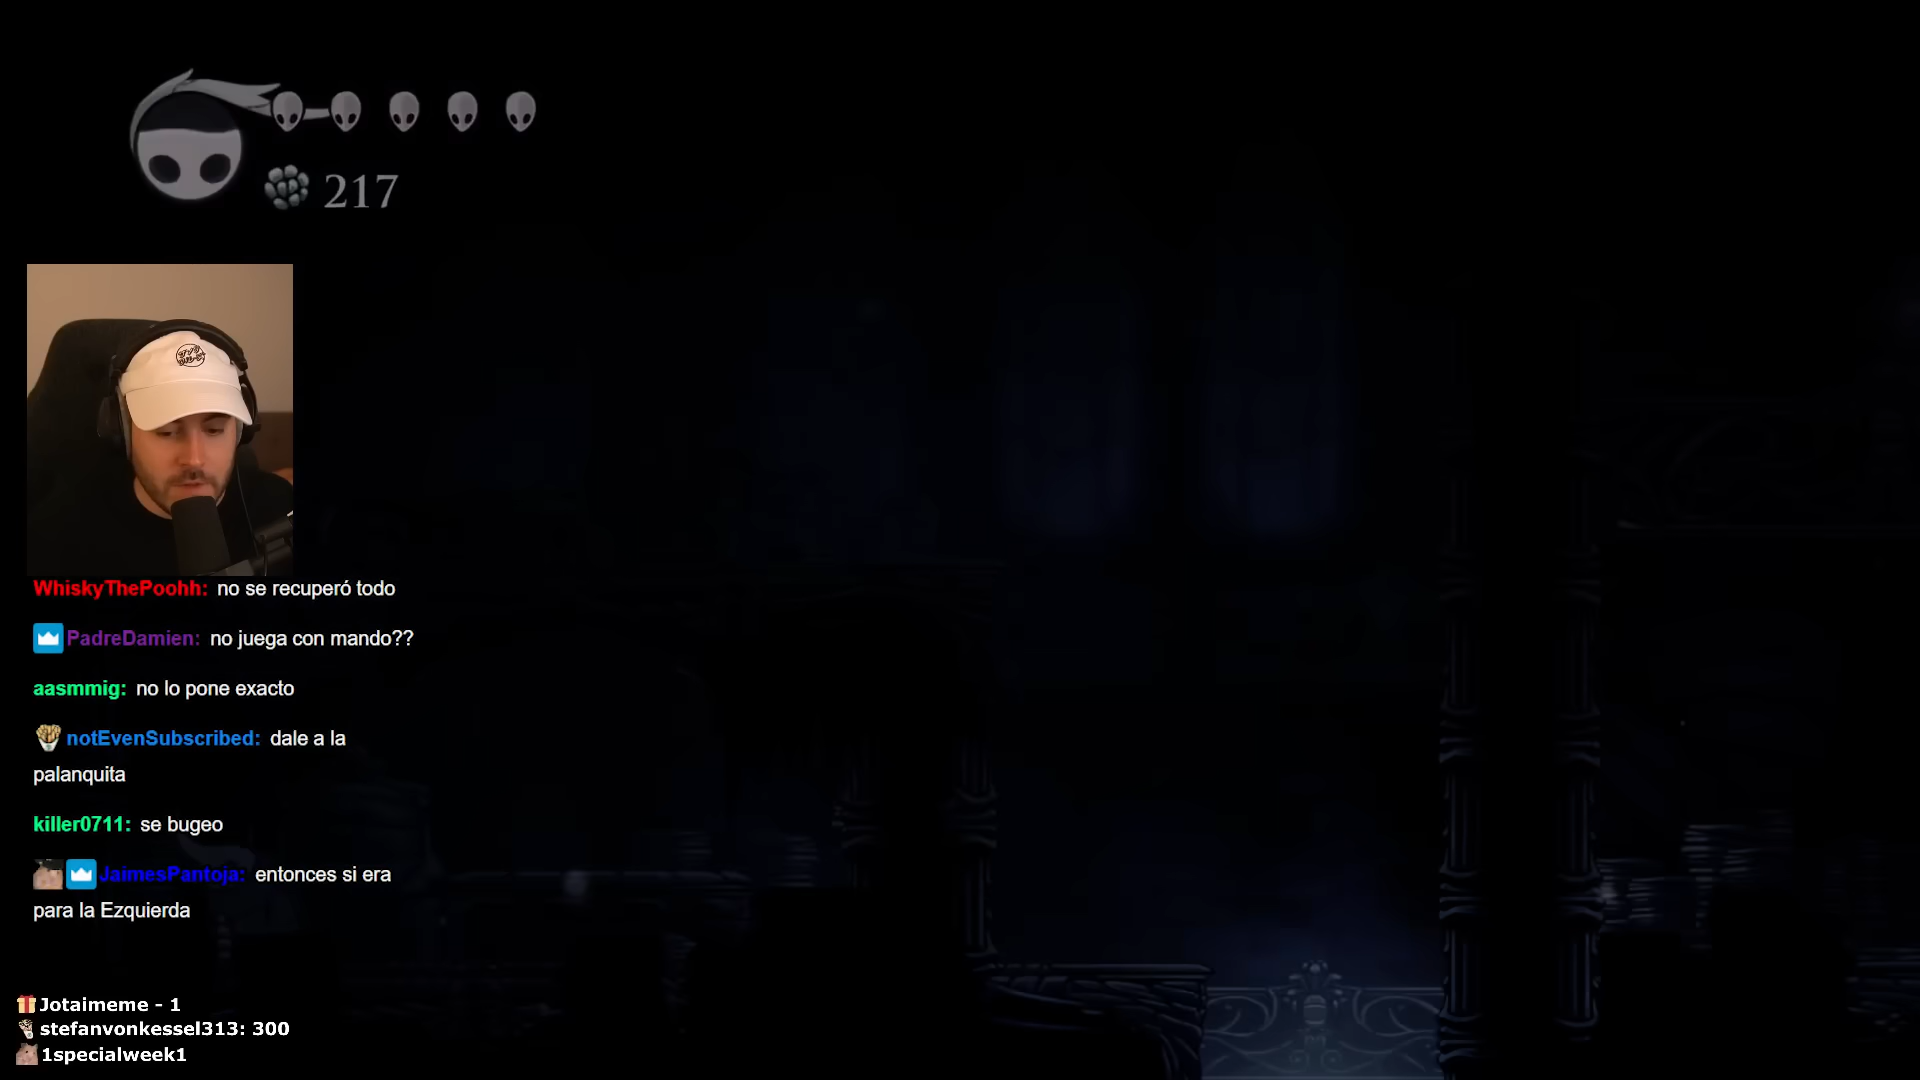 217
WhiskyThePoohh: no se recuperó todo
PadreDamien: no juega con mando??
aasmmig: no lo pone exacto
notEvenSubscribed: dale a la
palanquita
killer0711: se bugeo
JaimesPantoja: entonces si era
para la Ezquierda
Jotaimeme - 1
stefanvonkessel313: 300
1specialweek1